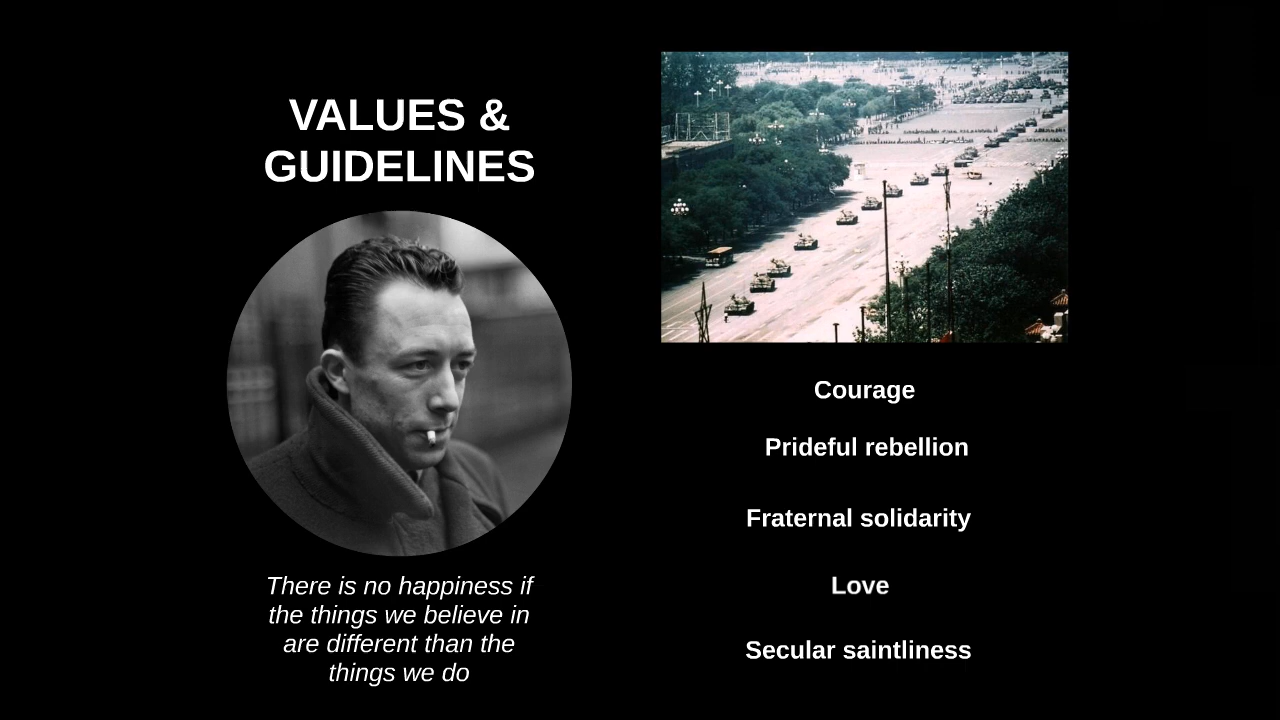 VALUES &
GUIDELINES
There is no happiness if
the things we believe in
are different than the
things we do
Courage
Prideful rebellion
Fraternal solidarity
Love
Secular saintliness